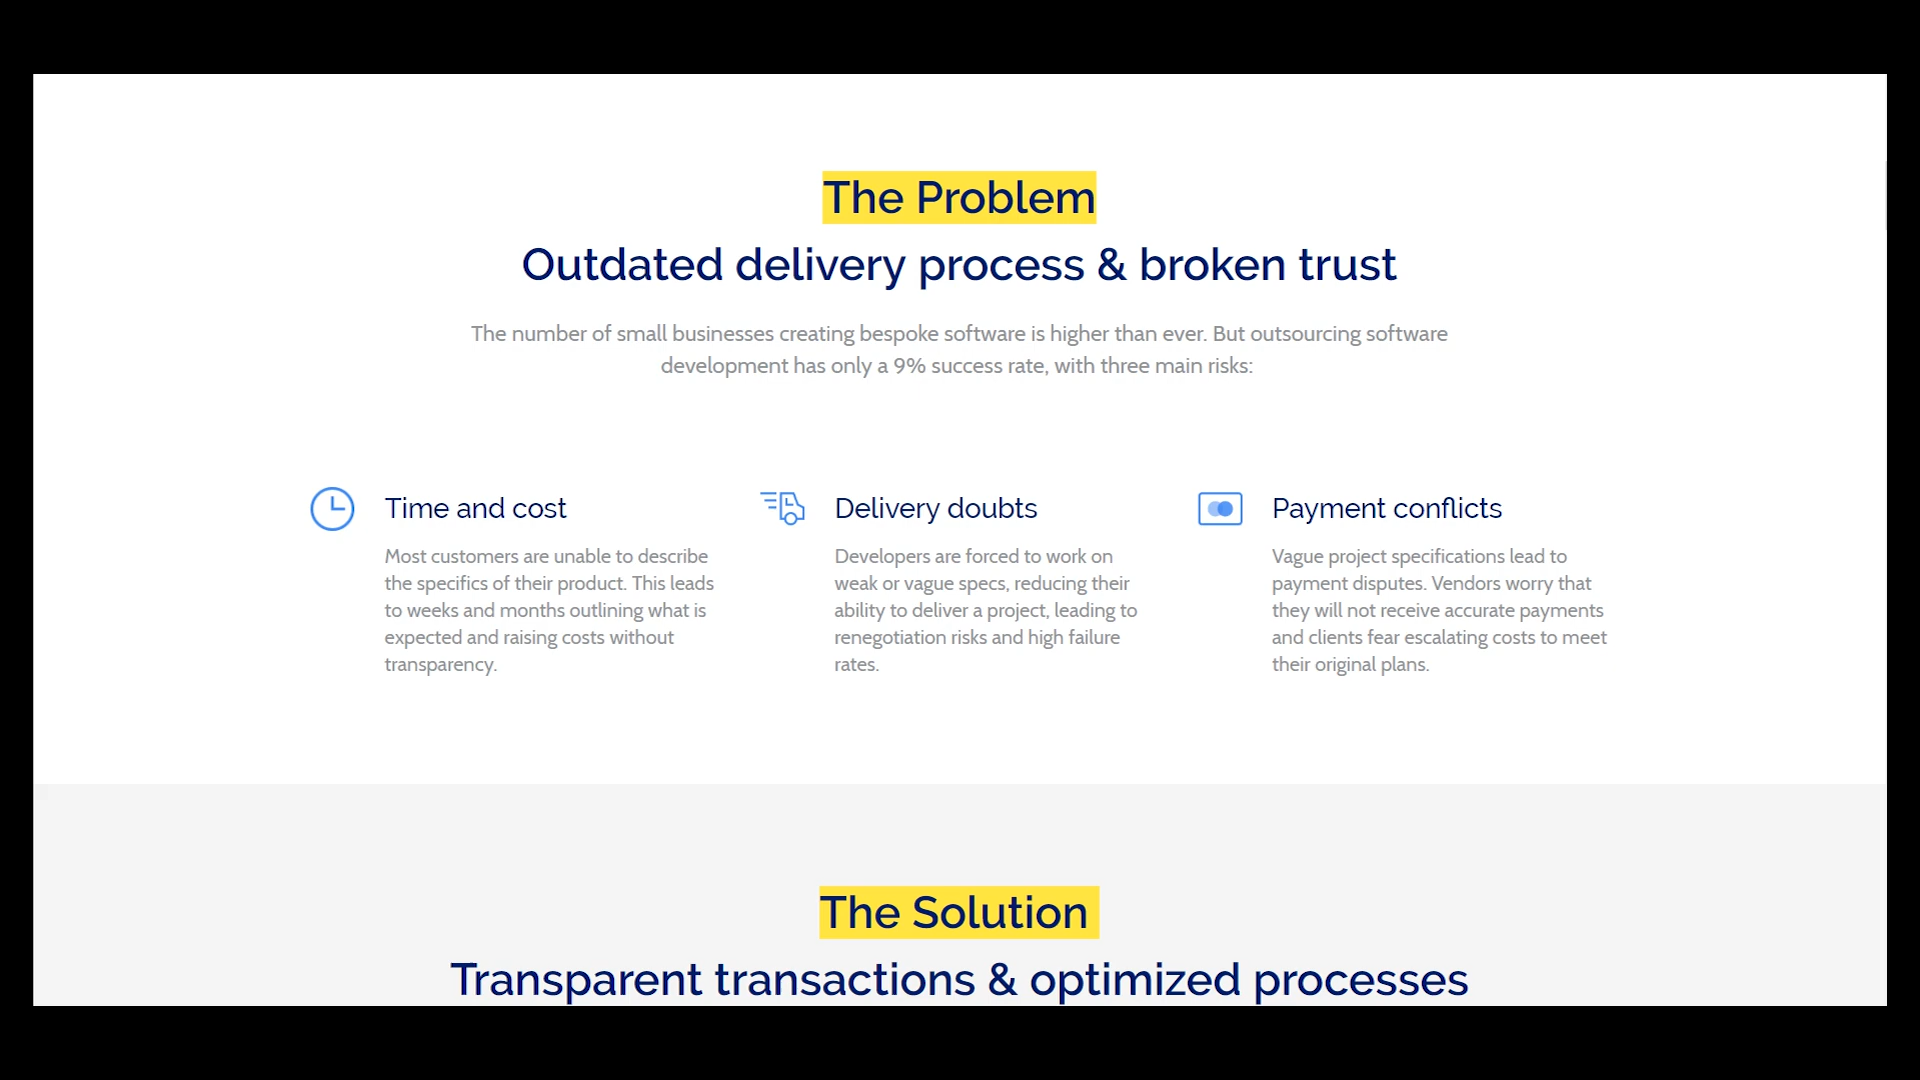 The Problem
Outdated delivery process & broken trust
The number of small businesses creating bespoke software is higher than ever. But outsourcing software
development has only a 9% success rate, with three main risks:
Time and cost
Most customers are unable to describe
the specifics of their product. This leads
to weeks and months outlining what is
expected and raising costs without
transparency.
Delivery doubts
Developers are forced to work on
weak or vague specs, reducing their
ability to deliver a project, leading to
renegotiation risks and high failure
rates.
Payment conflicts
Vague project specifications lead to
payment disputes. Vendors worry that
they will not receive accurate payments
and clients fear escalating costs to meet
their original plans.
The Solution
Transparent transactions & optimized processes